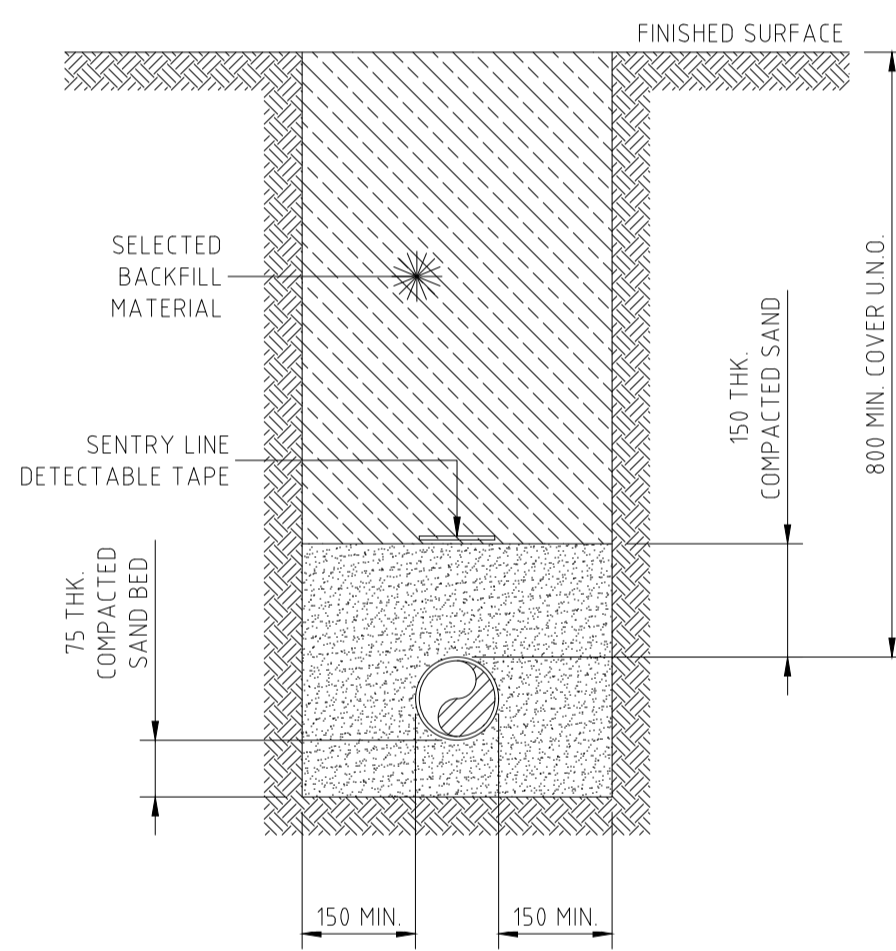 FINISHED SURFACE
SELECTED
BACKFILL
MATERIAL
800 MIN. COVER U.N.O.
150 THK.
COMPACTED SAND
SENTRY LINE
DETECTABLE TAPE
75 THK.
COMPACTED
SAND BED
150 MIN.
150 MIN.